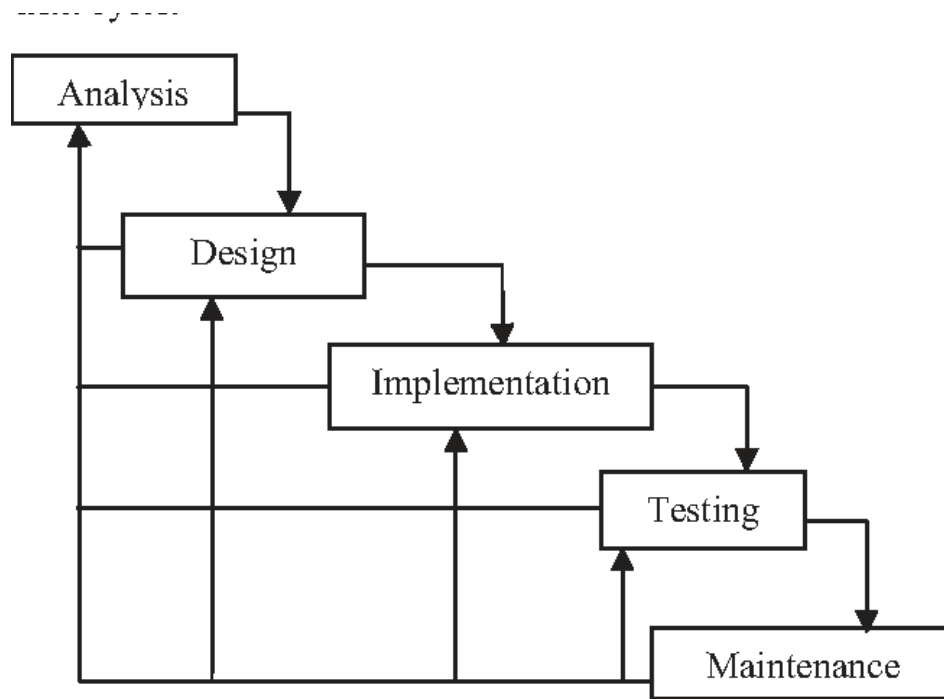 Analysis
Design
Implementation
Testing
Maintenance